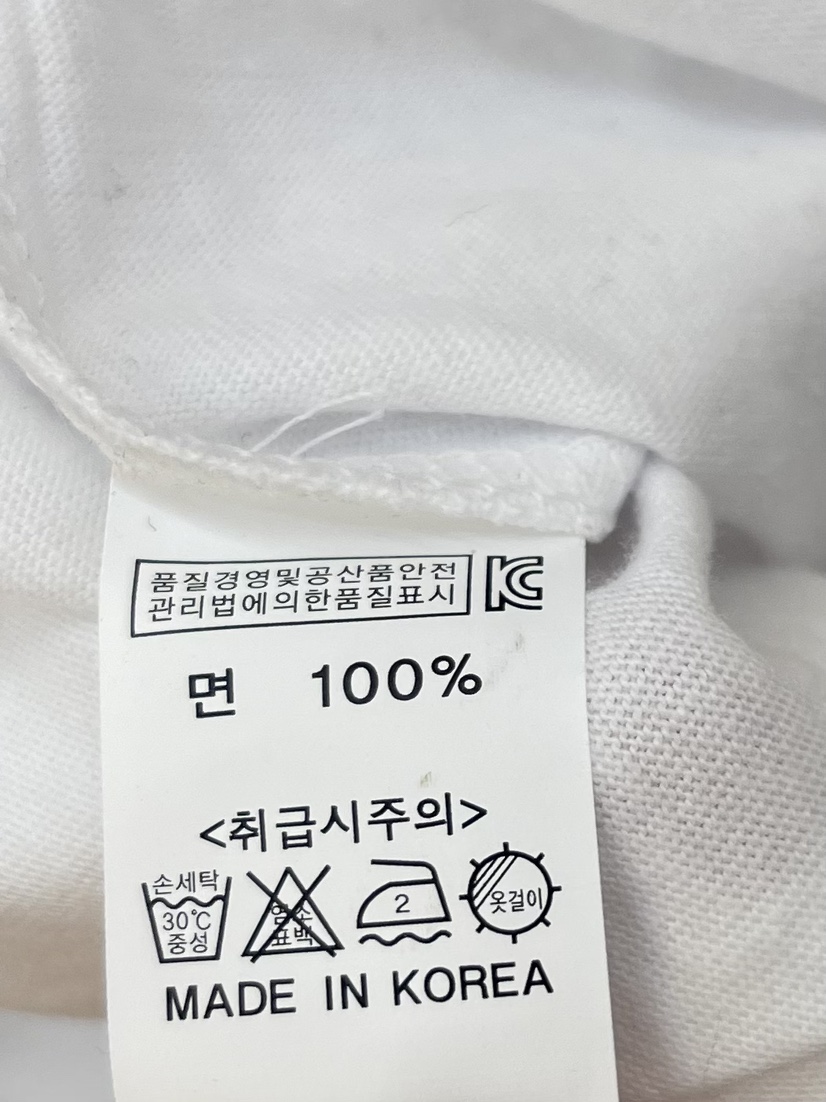 품질경영및공산품안전
관리법에의한품질표시
KC
면 100%
<취급시주의>
손세탁
30℃
중성
염소
표백
2
옷걸이
MADE IN KOREA